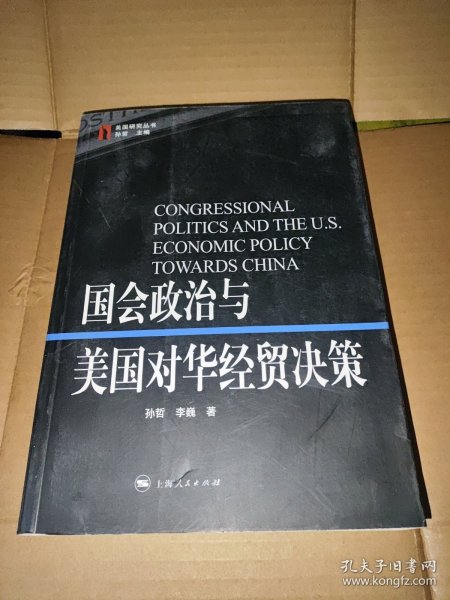 美国研究丛书
孙哲 主编
CONGRESSIONAL
POLITICS AND THE U.S.
ECONOMIC POLICY
TOWARDS CHINA
国会政治与
美国对华经贸决策
孙哲 李巍 著
上海人民出版社
孔夫子旧书网
www.kongfz.com